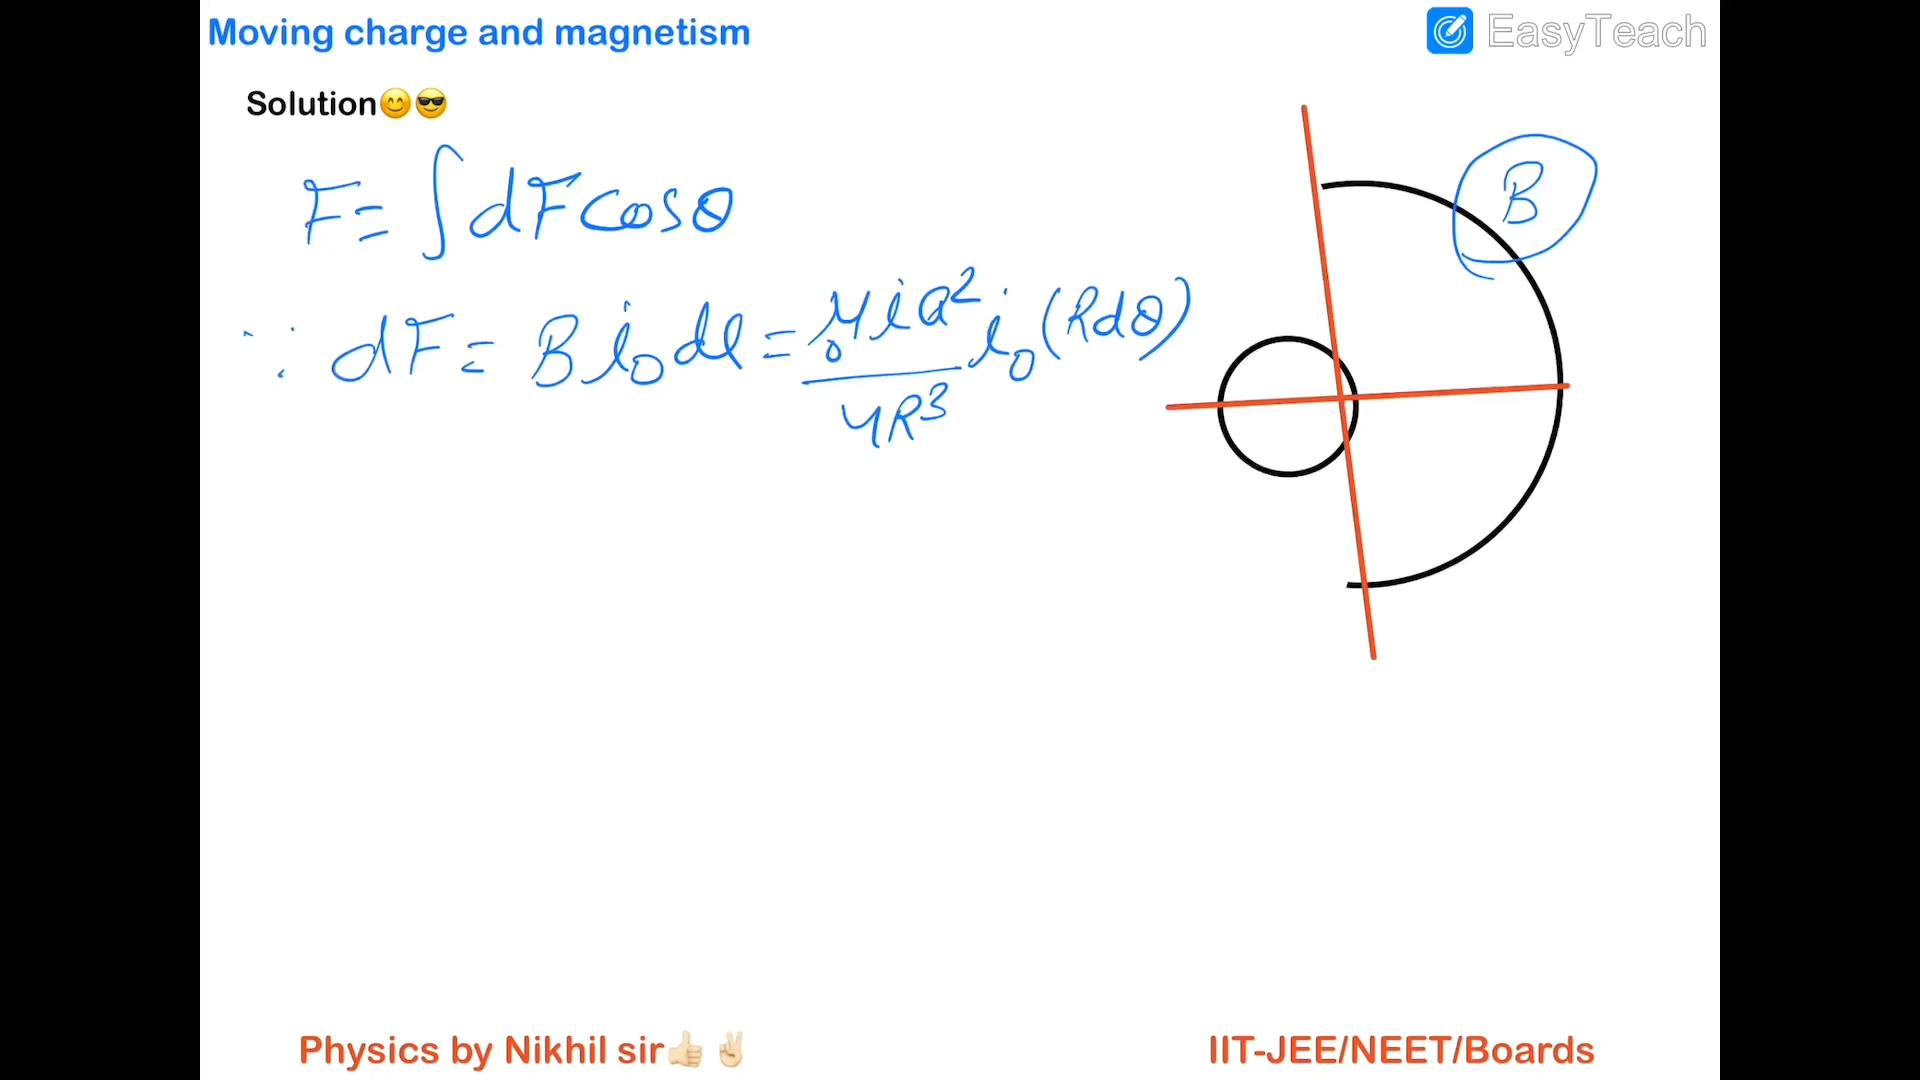 Moving charge and magnetism
EasyTeach
Solution😊😎
F = ∫ dF cosθ
∵ dF = B i₀ dl = μ₀ i a² / 4R³ i₀ (R dθ)
B
Physics by Nikhil sir👍🏻✌🏻
IIT-JEE/NEET/Boards